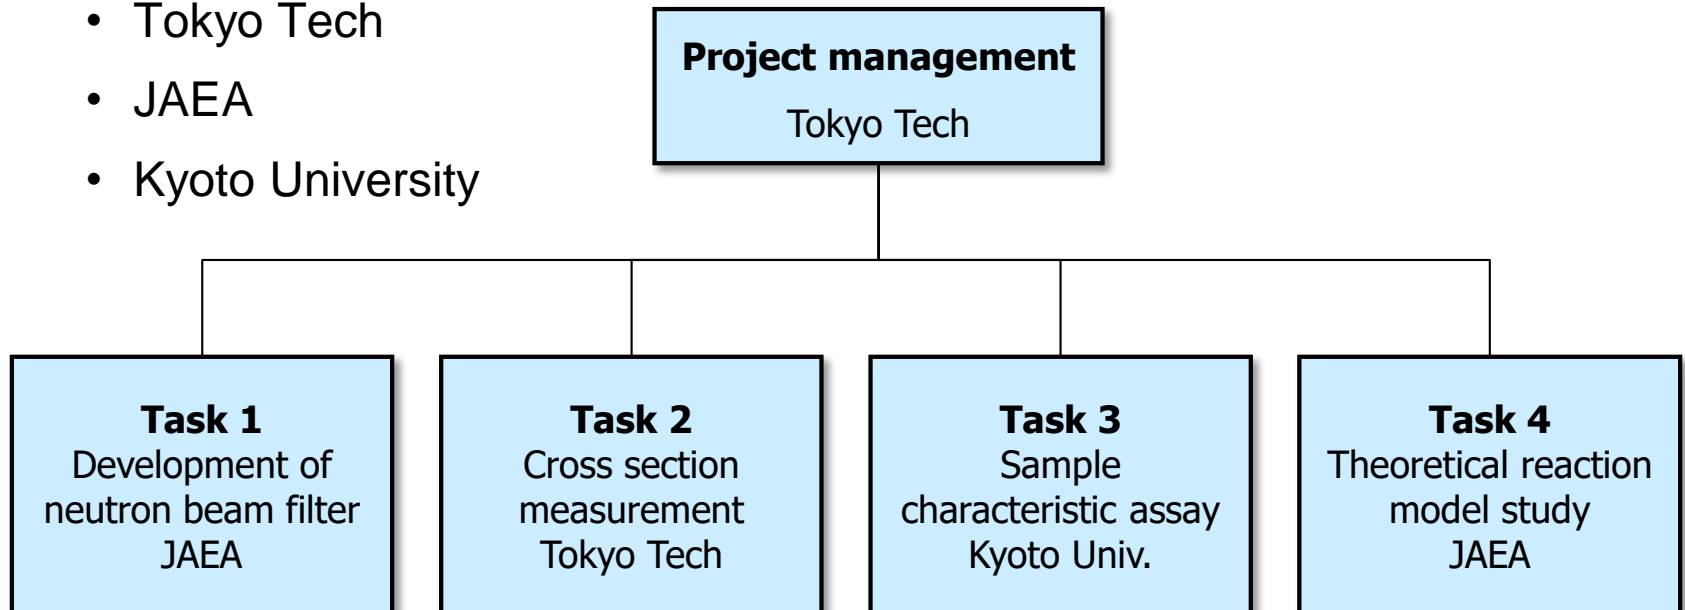 • Tokyo Tech
• JAEA
• Kyoto University
Project management
Tokyo Tech
Task 1
Development of
neutron beam filter
JAEA
Task 2
Cross section
measurement
Tokyo Tech
Task 3
Sample
characteristic assay
Kyoto Univ.
Task 4
Theoretical reaction
model study
JAEA